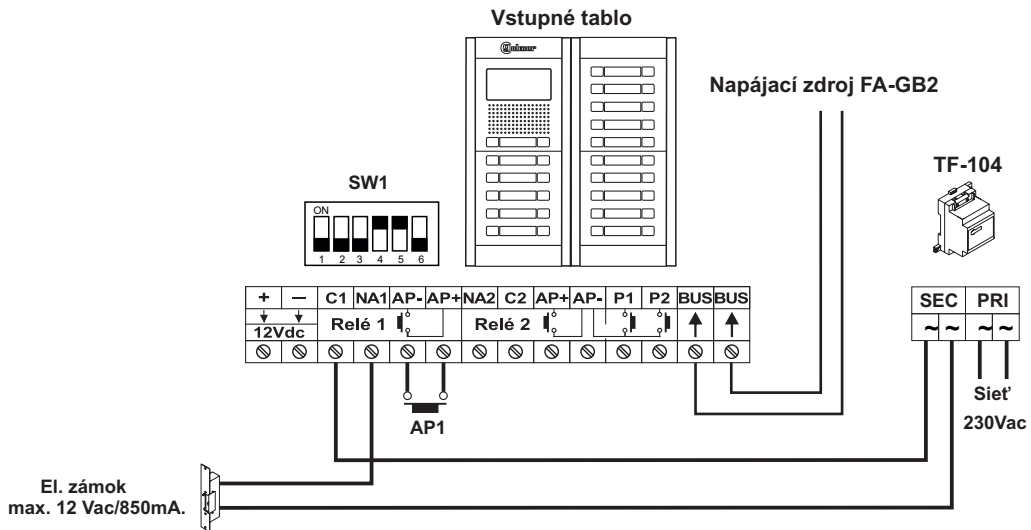 Vstupné tablo
Golmar
Napájací zdroj FA-GB2
TF-104
SW1
ON
1 2 3 4 5 6
+ — C1 NA1 AP- AP+ NA2 C2 AP+ AP- P1 P2 BUS BUS
12Vdc Relé 1 Relé 2
SEC PRI
~ ~ ~ ~
Sieť
230Vac
AP1
El. zámok
max. 12 Vac/850mA.